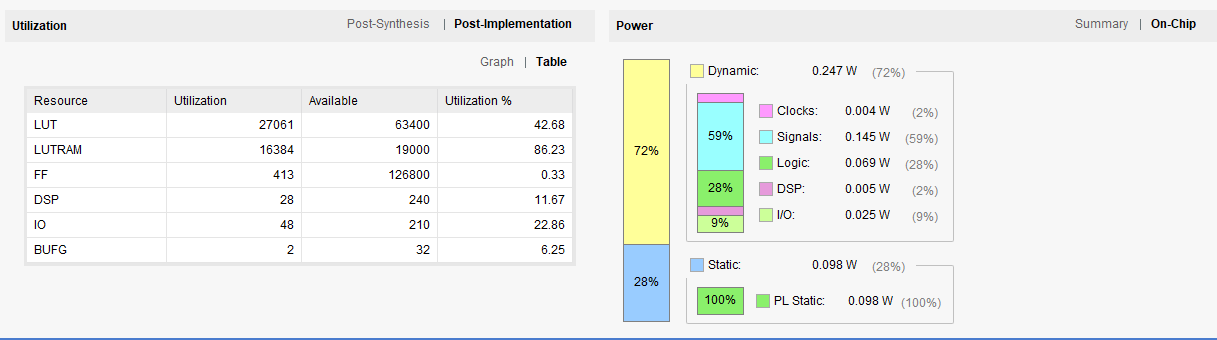 Utilization Post-Synthesis | Post-Implementation
Graph | Table
Resource Utilization Available Utilization %
LUT 27061 63400 42.68
LUTRAM 16384 19000 86.23
FF 413 126800 0.33
DSP 28 240 11.67
IO 48 210 22.86
BUFG 2 32 6.25
Power Summary | On-Chip
72%
28%
Dynamic: 0.247 W (72%)
59%
28%
9%
Clocks: 0.004 W (2%)
Signals: 0.145 W (59%)
Logic: 0.069 W (28%)
DSP: 0.005 W (2%)
I/O: 0.025 W (9%)
Static: 0.098 W (28%)
100%
PL Static: 0.098 W (100%)